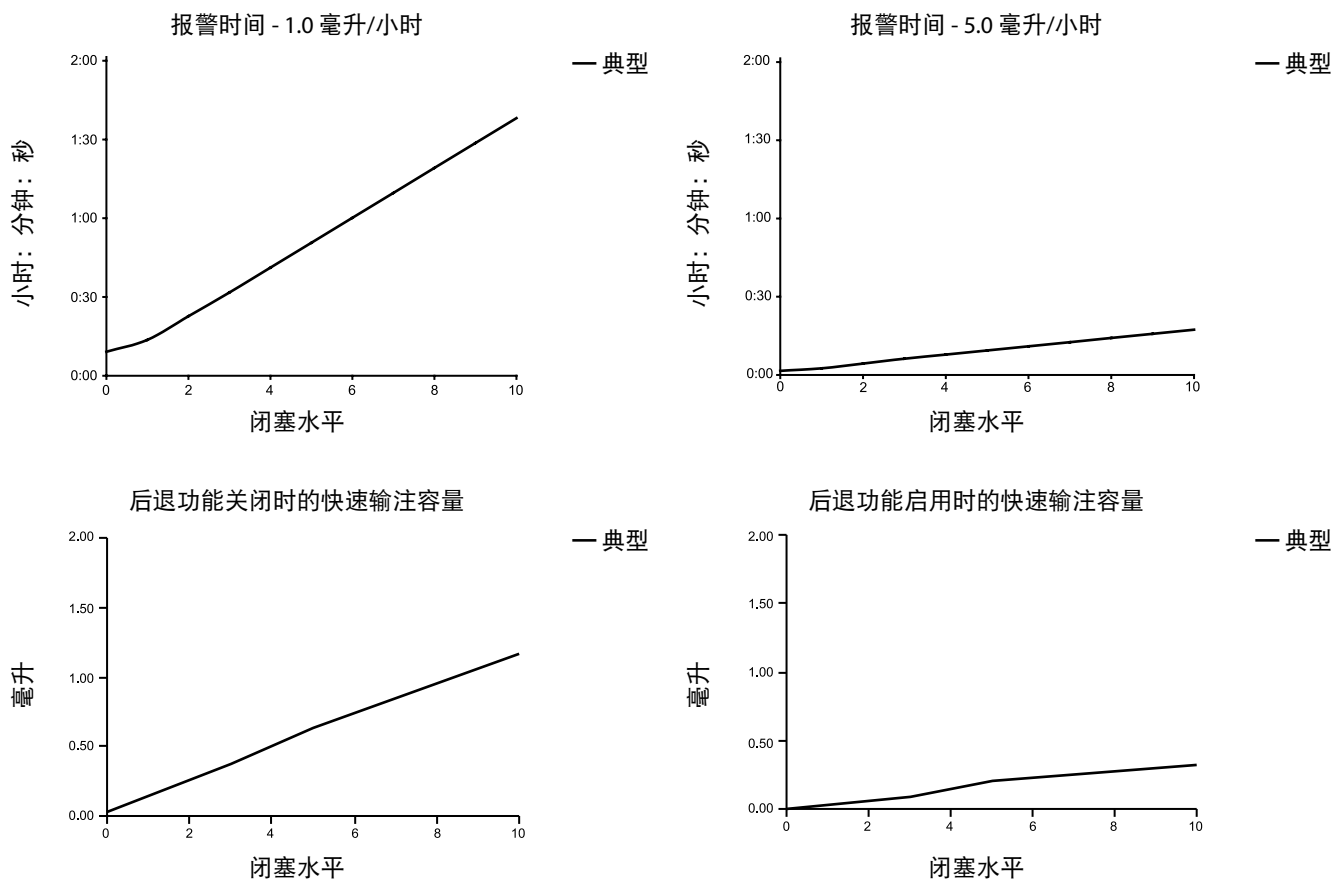 报警时间 - 1.0 毫升/小时
— 典型
小时：分钟：秒
2:00
1:30
1:00
0:30
0:00
0 2 4 6 8 10
闭塞水平
报警时间 - 5.0 毫升/小时
— 典型
小时：分钟：秒
2:00
1:30
1:00
0:30
0:00
0 2 4 6 8 10
闭塞水平
后退功能关闭时的快速输注容量
— 典型
毫升
2.00
1.50
1.00
0.50
0.00
0 2 4 6 8 10
闭塞水平
后退功能启用时的快速输注容量
— 典型
毫升
2.00
1.50
1.00
0.50
0.00
0 2 4 6 8 10
闭塞水平